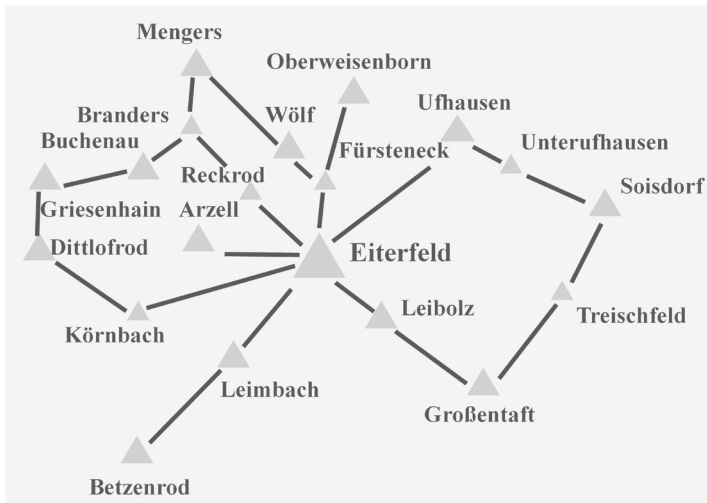 Mengers
Oberweisenborn
Ufhausen
Branders
Wölf
Unterufhausen
Buchenau
Fürsteneck
Reckrod
Soisdorf
Griesenhain
Arzell
Dittlofrod
Eiterfeld
Leibolz
Treischfeld
Körnbach
Leimbach
Großentaft
Betzenrod